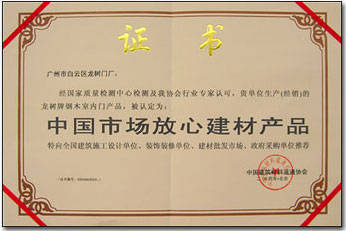 证书
广州市白云区龙树门厂:
经国家质量检测中心检测及我协会行业专家认可,贵单位生产(经销)的
龙树牌钢木室内门产品,被认定为:
中国市场放心建材产品
特向全国建筑施工设计单位、装饰装修单位、建材批发市场、政府采购单位推荐
中国建筑材料流通协会